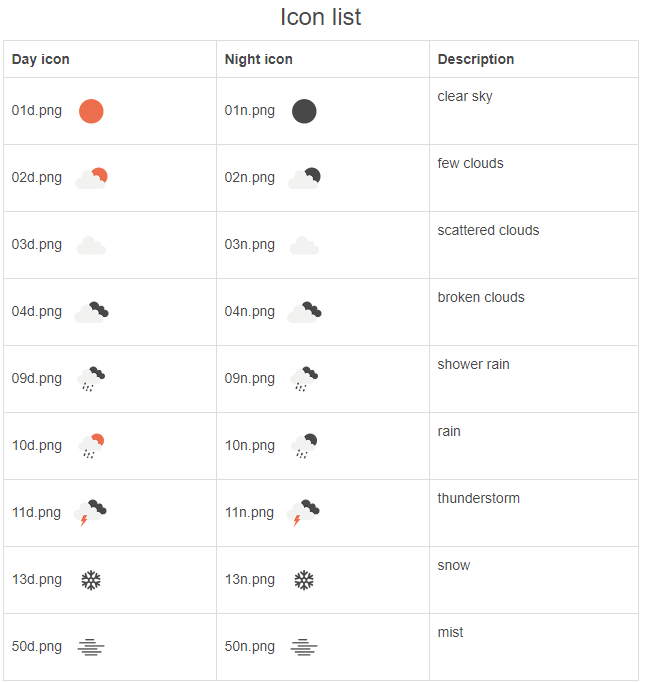 Icon list
Day icon Night icon Description
01d.png 01n.png clear sky
02d.png 02n.png few clouds
03d.png 03n.png scattered clouds
04d.png 04n.png broken clouds
09d.png 09n.png shower rain
10d.png 10n.png rain
11d.png 11n.png thunderstorm
13d.png 13n.png snow
50d.png 50n.png mist